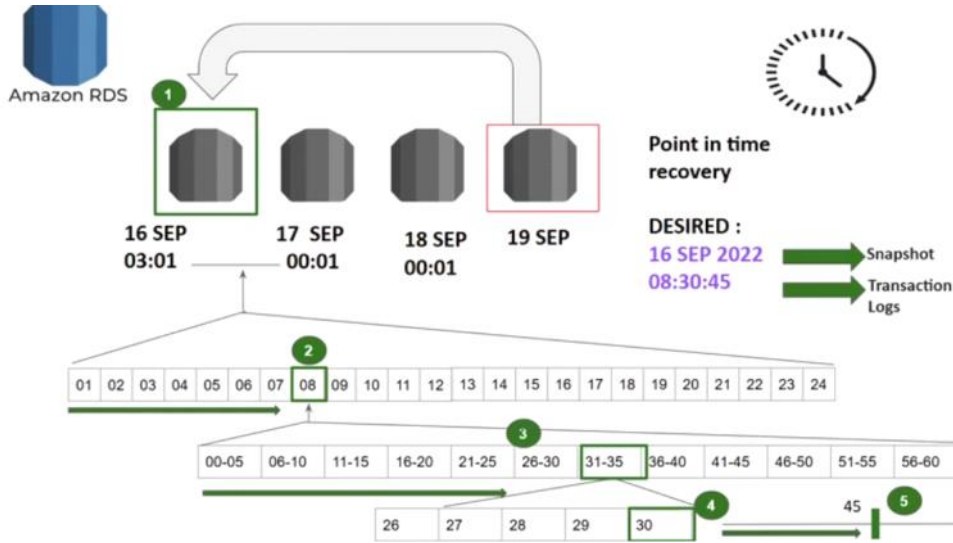 Amazon RDS
1
16 SEP
03:01
17 SEP
00:01
18 SEP
00:01
19 SEP
Point in time
recovery
DESIRED :
16 SEP 2022
08:30:45
Snapshot
Transaction
Logs
2
01 02 03 04 05 06 07 08 09 10 11 12 13 14 15 16 17 18 19 20 21 22 23 24
3
00-05 06-10 11-15 16-20 21-25 26-30 31-35 36-40 41-45 46-50 51-55 56-60
26 27 28 29 30
4
45
5